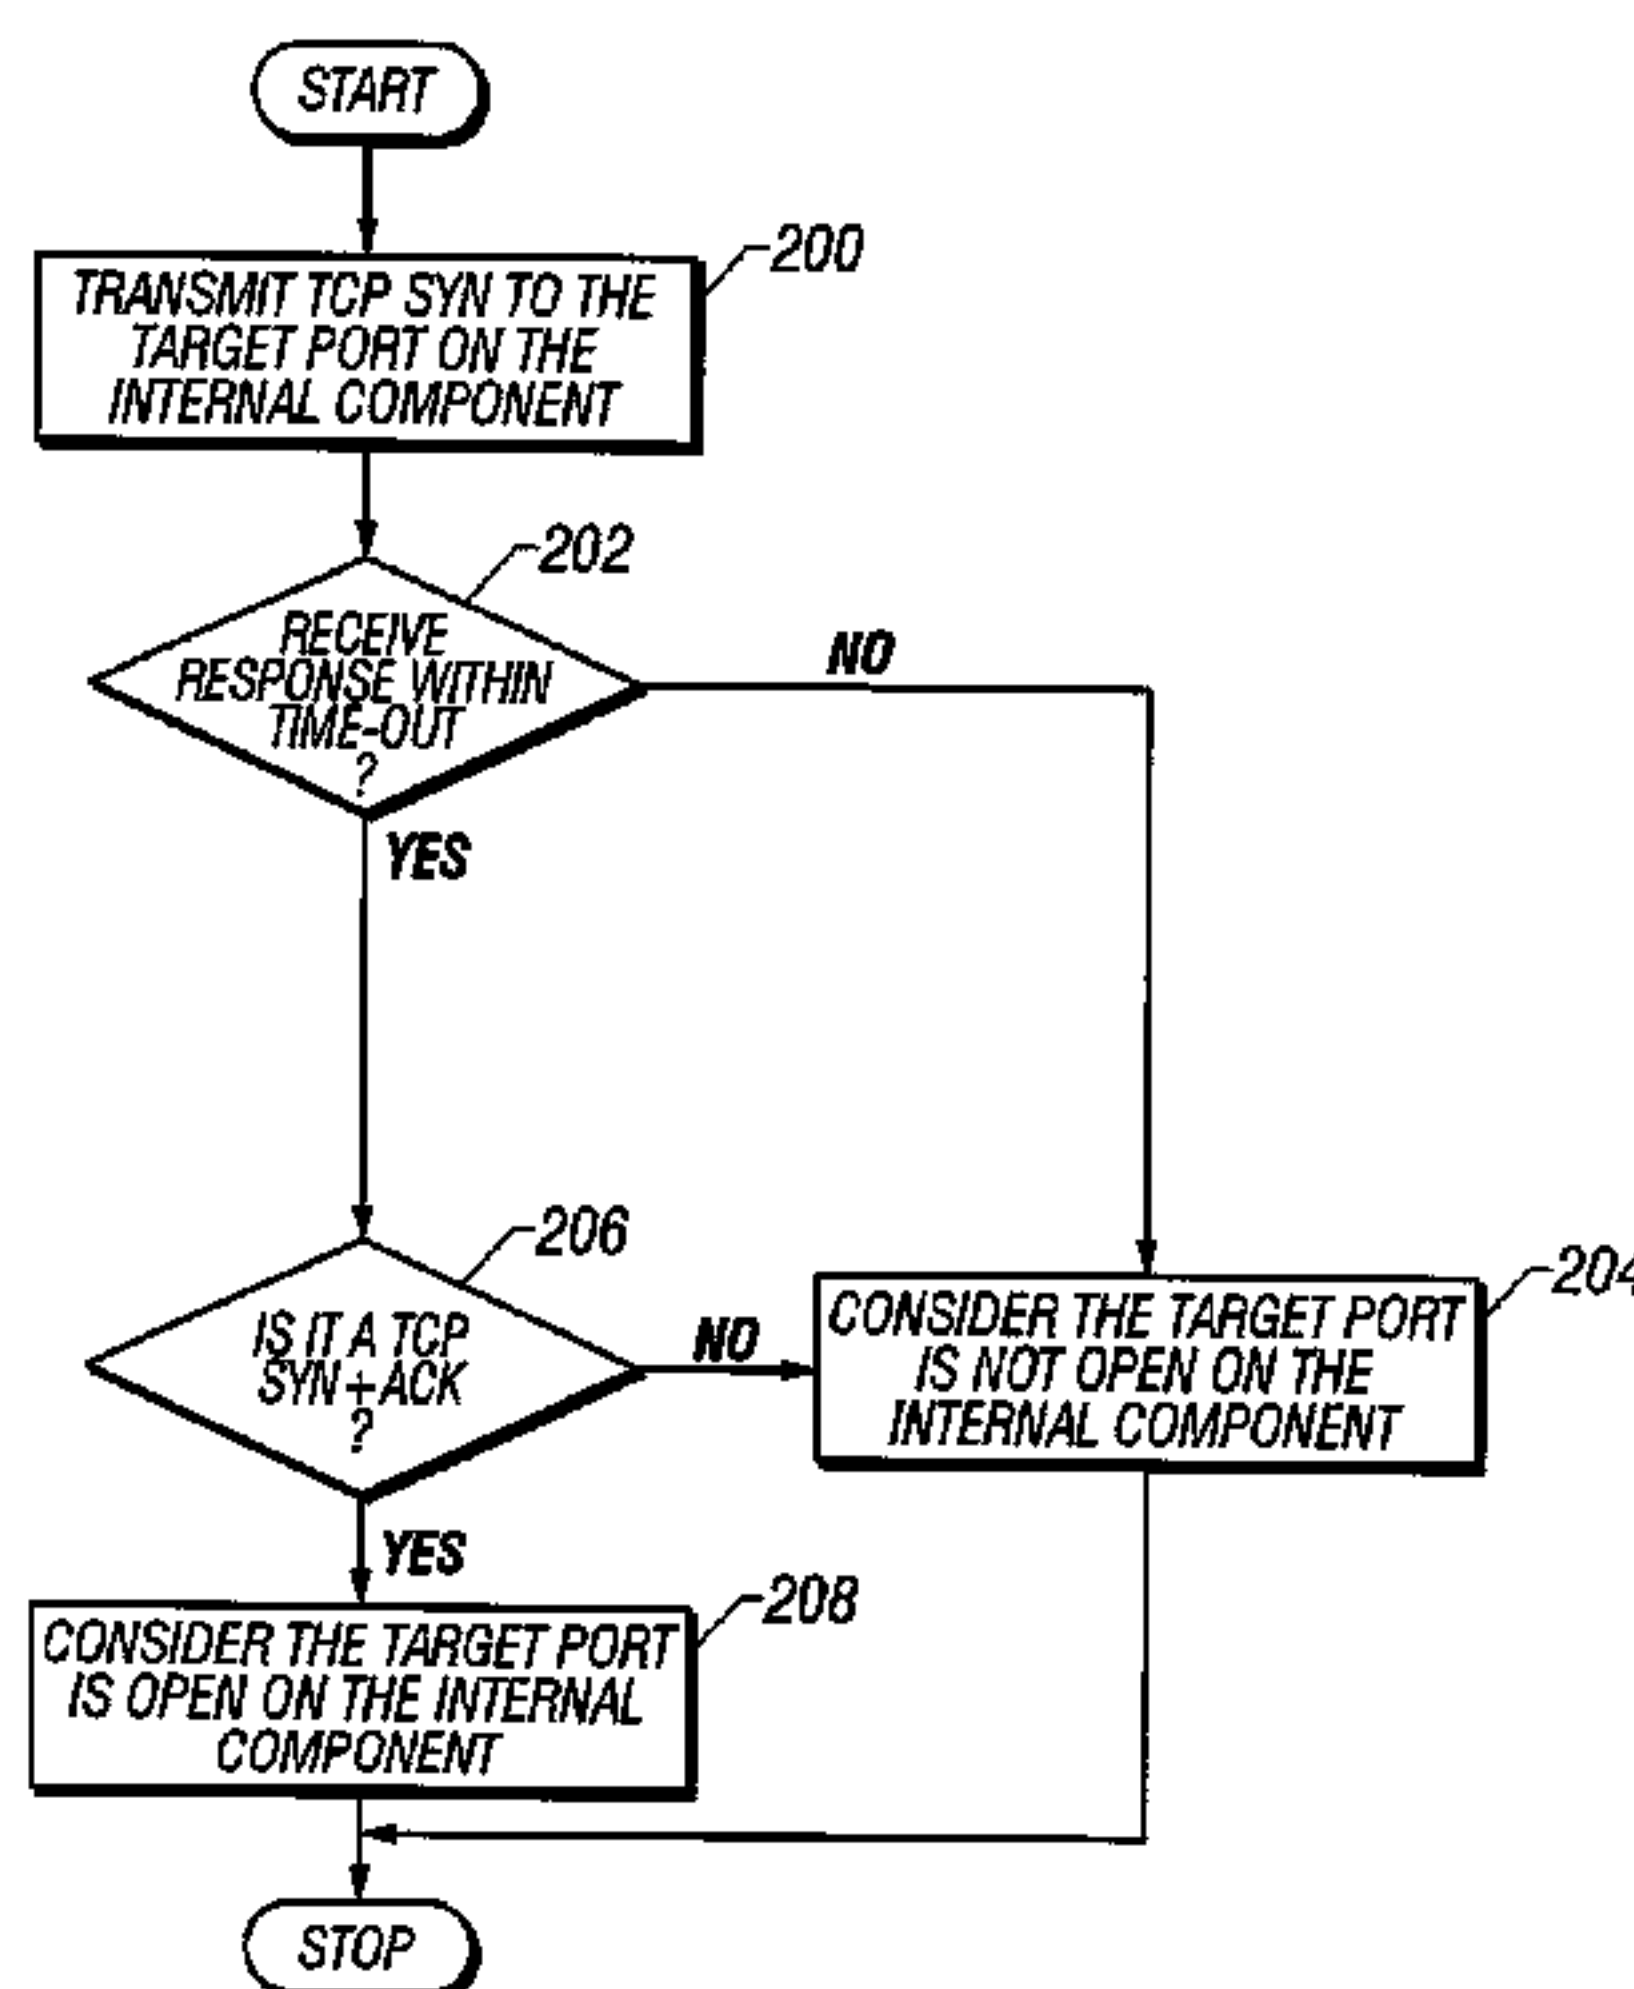 START
200
TRANSMIT TCP SYN TO THE
TARGET PORT ON THE
INTERNAL COMPONENT
202
RECEIVE
RESPONSE WITHIN
TIME-OUT
?
NO
YES
206
IS IT A TCP
SYN+ACK
?
NO
204
CONSIDER THE TARGET PORT
IS NOT OPEN ON THE
INTERNAL COMPONENT
YES
208
CONSIDER THE TARGET PORT
IS OPEN ON THE INTERNAL
COMPONENT
STOP